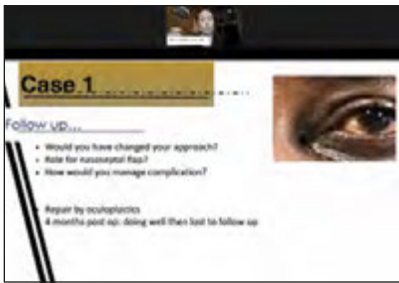 Case 1
Follow up...
• Would you have changed your approach?
• Role for nasoseptal flap?
• How would you manage complication?
• Repair by oculoplastics
4 months post op: doing well then lost to follow up